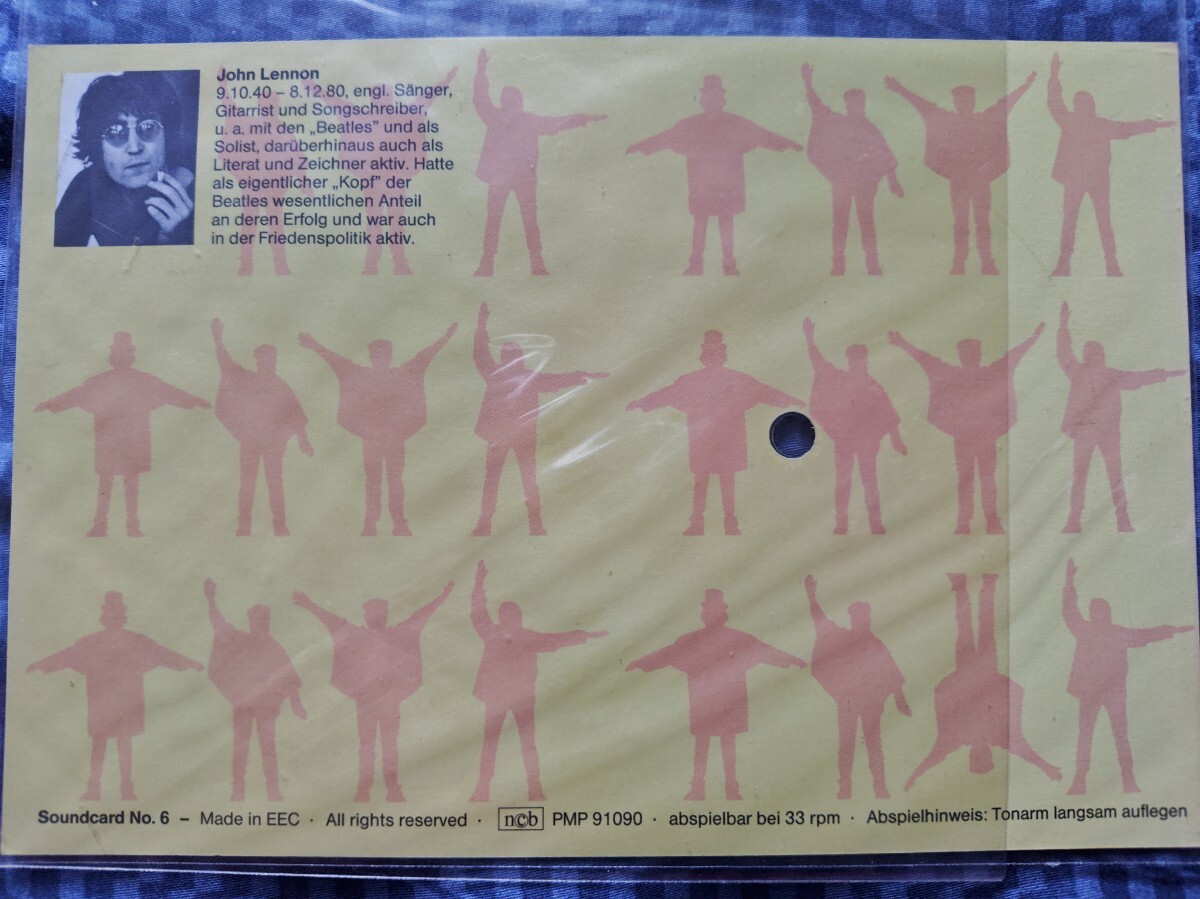 John Lennon
9.10.40 – 8.12.80, engl. Sänger,
Gitarrist und Songschreiber,
u. a. mit den „Beatles” und als
Solist, darüberhinaus auch als
Literat und Zeichner aktiv. Hatte
als eigentlicher „Kopf” der
Beatles wesentlichen Anteil
an deren Erfolg und war auch
in der Friedenspolitik aktiv.
Soundcard No. 6 – Made in EEC · All rights reserved · ncb PMP 91090 · abspielbar bei 33 rpm · Abspielhinweis: Tonarm langsam auflegen